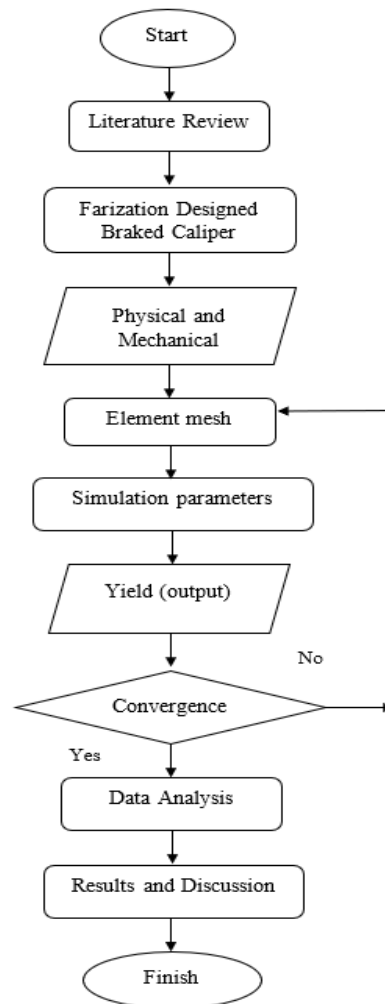 Start
Literature Review
Farization Designed
Braked Caliper
Physical and
Mechanical
Element mesh
Simulation parameters
Yield (output)
No
Convergence
Yes
Data Analysis
Results and Discussion
Finish